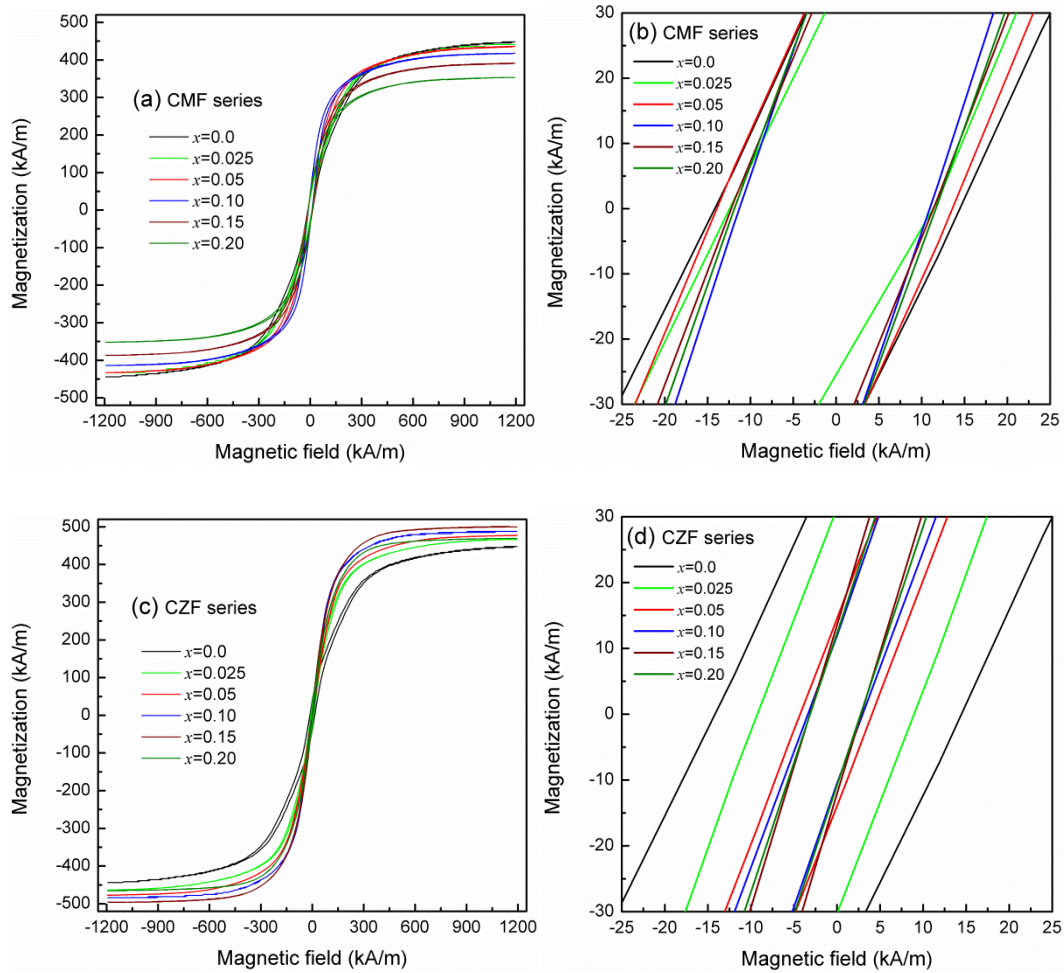 500
400
300
200
100
0
-100
-200
-300
-400
-500
Magnetization (kA/m)
(a) CMF series
x=0.0
x=0.025
x=0.05
x=0.10
x=0.15
x=0.20
-1200 -900 -600 -300 0 300 600 900 1200
Magnetic field (kA/m)
30
20
10
0
-10
-20
-30
Magnetization (kA/m)
(b) CMF series
x=0.0
x=0.025
x=0.05
x=0.10
x=0.15
x=0.20
-25 -20 -15 -10 -5 0 5 10 15 20 25
Magnetic field (kA/m)
500
400
300
200
100
0
-100
-200
-300
-400
-500
Magnetization (kA/m)
(c) CZF series
x=0.0
x=0.025
x=0.05
x=0.10
x=0.15
x=0.20
-1200 -900 -600 -300 0 300 600 900 1200
Magnetic field (kA/m)
30
20
10
0
-10
-20
-30
Magnetization (kA/m)
(d) CZF series
x=0.0
x=0.025
x=0.05
x=0.10
x=0.15
x=0.20
-25 -20 -15 -10 -5 0 5 10 15 20 25
Magnetic field (kA/m)